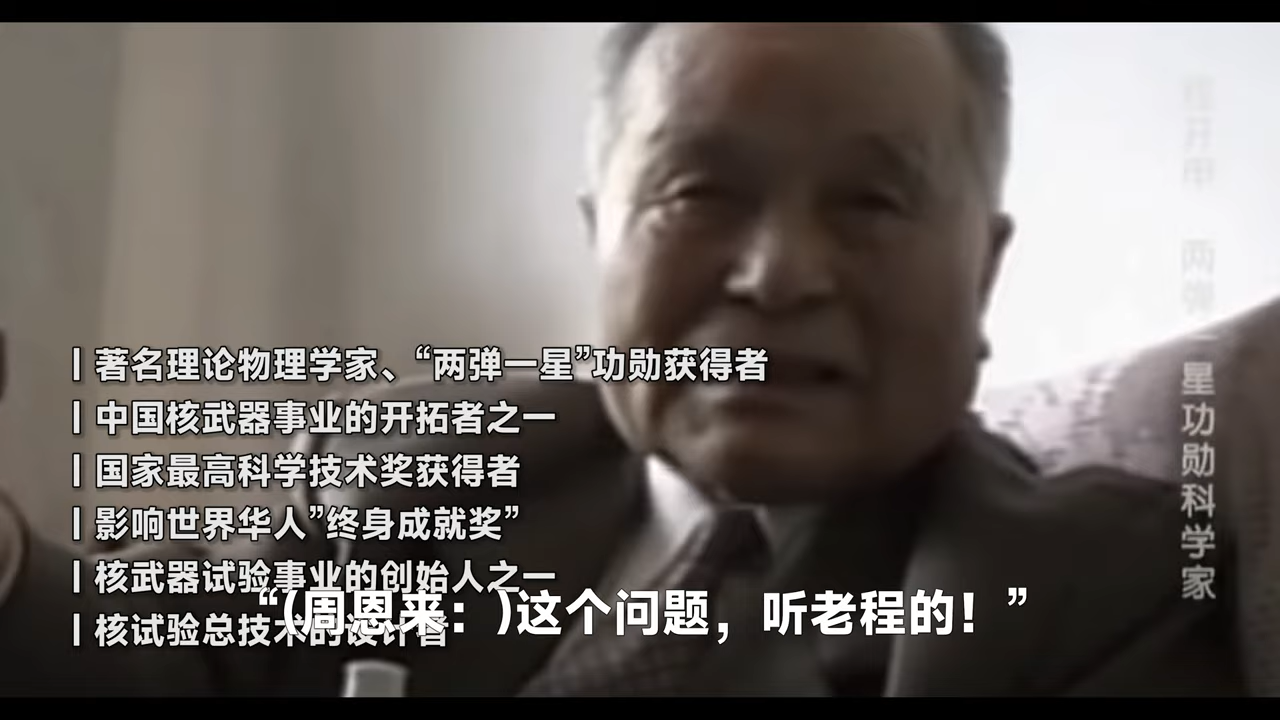 | 著名理论物理学家、“两弹一星”功勋获得者
| 中国核武器事业的开拓者之一
| 国家最高科学技术奖获得者
| 影响世界华人”终身成就奖”
| 核武器试验事业的创始人之一
| 核试验总技术的设计者
“(周恩来：)这个问题，听老程的！”
程开甲 两弹一星功勋科学家